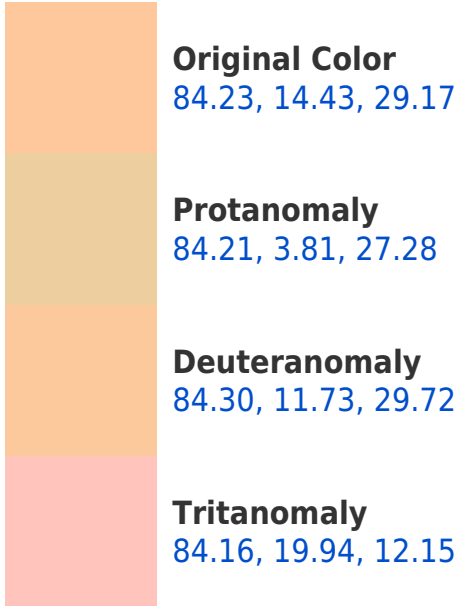 Original Color
84.23, 14.43, 29.17
Protanomaly
84.21, 3.81, 27.28
Deuteranomaly
84.30, 11.73, 29.72
Tritanomaly
84.16, 19.94, 12.15